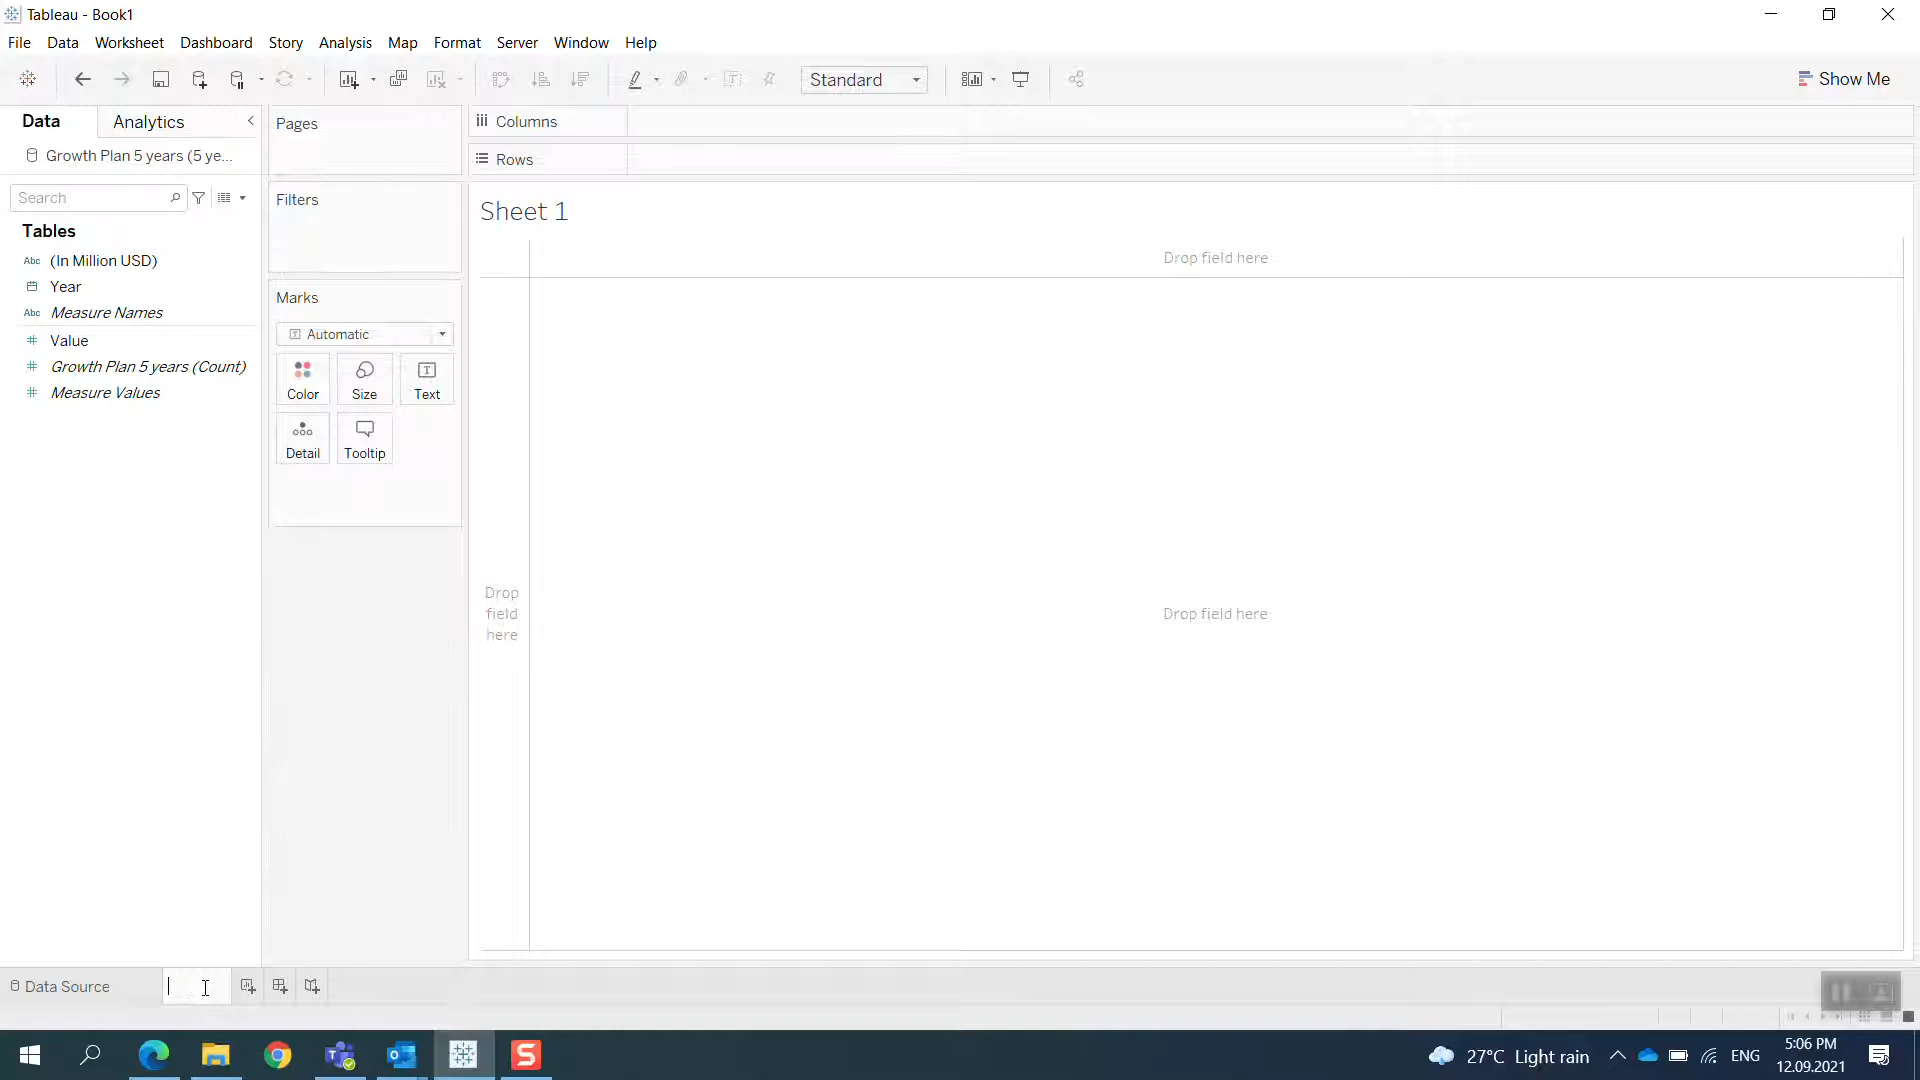 Tableau - Book1
File Data Worksheet Dashboard Story Analysis Map Format Server Window Help
Standard
Show Me
Data
Analytics
Growth Plan 5 years (5 ye...
Search
Tables
Abc (In Million USD)
Year
Abc Measure Names
Value
Growth Plan 5 years (Count)
Measure Values
Pages
Filters
Marks
T Automatic
Color
Size
T
Text
Detail
Tooltip
Columns
Rows
Sheet 1
Drop field here
Drop
field
here
Drop field here
Data Source
S
27°C Light rain
ENG
5:06 PM
12.09.2021